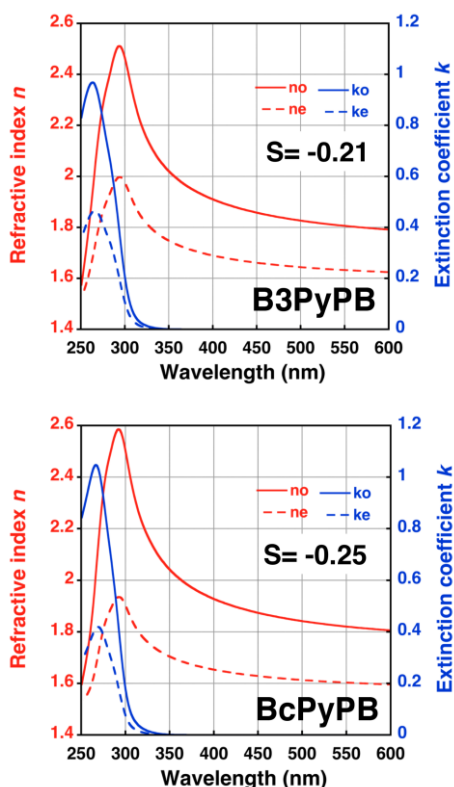 2.6
2.4
2.2
2
1.8
1.6
1.4
Refractive index n
1.2
1
0.8
0.6
0.4
0.2
0
Extinction coefficient k
no ko
ne ke
S= -0.21
B3PyPB
250 300 350 400 450 500 550 600
Wavelength (nm)
2.6
2.4
2.2
2
1.8
1.6
1.4
Refractive index n
1.2
1
0.8
0.6
0.4
0.2
0
Extinction coefficient k
no ko
ne ke
S= -0.25
BcPyPB
250 300 350 400 450 500 550 600
Wavelength (nm)